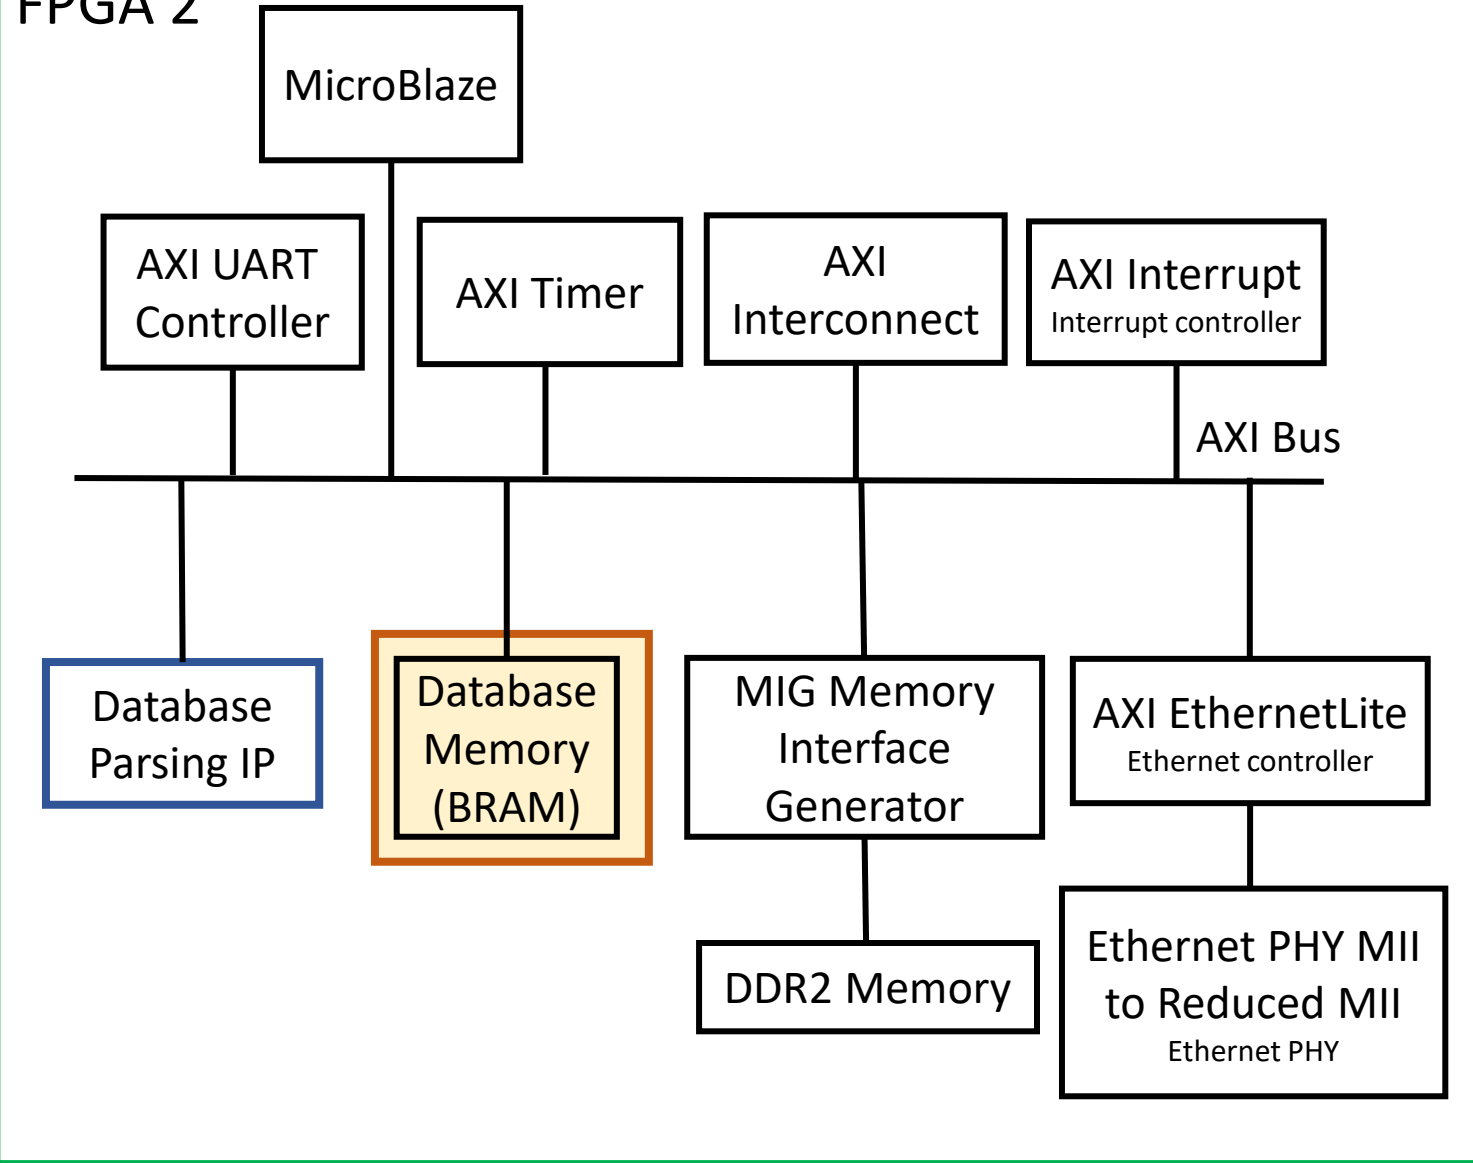 FPGA 2
MicroBlaze
AXI UART
Controller
AXI Timer
AXI
Interconnect
AXI Interrupt
Interrupt controller
AXI Bus
Database
Parsing IP
Database
Memory
(BRAM)
MIG Memory
Interface
Generator
AXI EthernetLite
Ethernet controller
DDR2 Memory
Ethernet PHY MII
to Reduced MII
Ethernet PHY